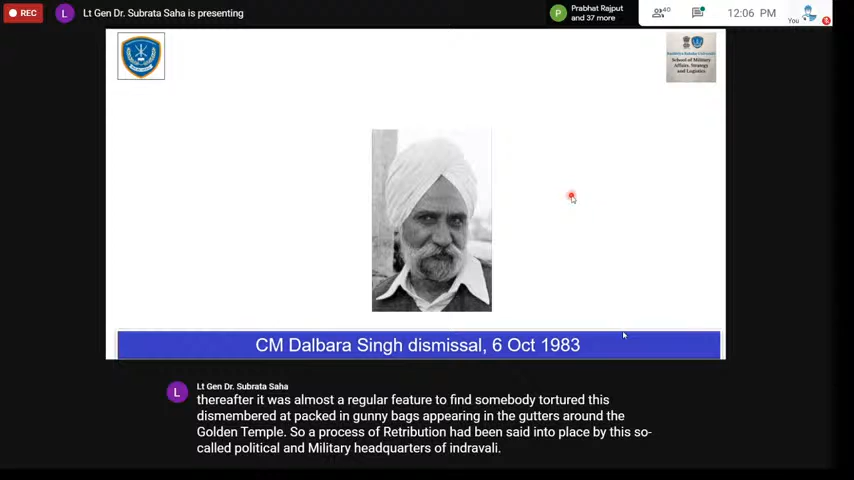 REC
L
Lt Gen Dr. Subrata Saha is presenting
P
Prabhat Rajput
and 37 more
40
12:06 PM
You
School of Military
Affairs, Strategy
and Logistics
CM Dalbara Singh dismissal, 6 Oct 1983
L
Lt Gen Dr. Subrata Saha
thereafter it was almost a regular feature to find somebody tortured this
dismembered at packed in gunny bags appearing in the gutters around the
Golden Temple. So a process of Retribution had been said into place by this so-
called political and Military headquarters of indravali.